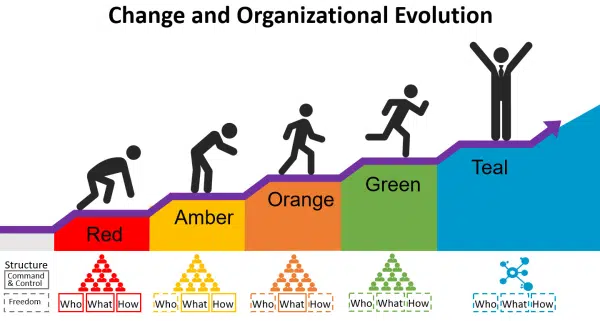 Change and Organizational Evolution
Red
Amber
Orange
Green
Teal
Structure
Command
& Control
Freedom
Who What How
Who What How
Who What How
Who What How
Who What How